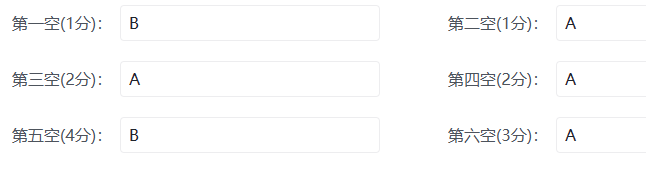 第一空(1分)： B 第二空(1分)： A
第三空(2分)： A 第四空(2分)： A
第五空(4分)： B 第六空(3分)： A